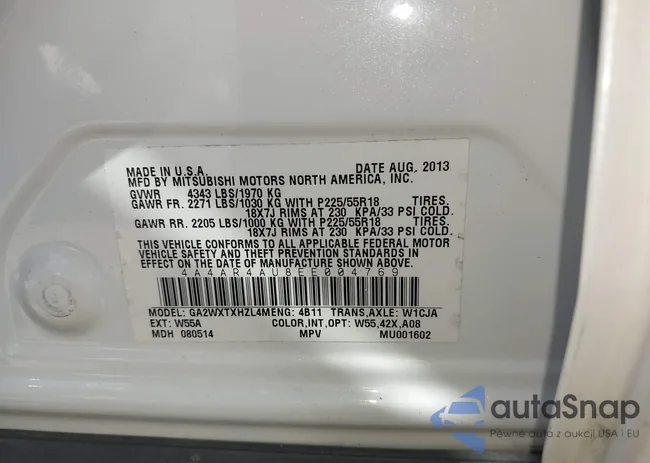 MADE IN U.S.A. DATE AUG. 2013
MFD BY MITSUBISHI MOTORS NORTH AMERICA, INC.
GVWR 4343 LBS/1970 KG
GAWR FR. 2271 LBS/1030 KG WITH P225/55R18 TIRES,
18X7J RIMS AT 230 KPA/33 PSI COLD.
GAWR RR. 2205 LBS/1000 KG WITH P225/55R18 TIRES,
18X7J RIMS AT 230 KPA/33 PSI COLD.
THIS VEHICLE CONFORMS TO ALL APPLICABLE FEDERAL MOTOR
VEHICLE SAFETY AND THEFT PREVENTION STANDARDS IN
EFFECT ON THE DATE OF MANUFACTURE SHOWN ABOVE.
4A4AR4AU8EE004769
MODEL: GA2WXTXHZL4MENG: 4B11 TRANS,AXLE: W1CJA
EXT: W55A COLOR,INT,OPT: W55,42X,A08
MDH 080514 MPV MU001602
autoSnap
Pewne auta z aukcji USA i EU